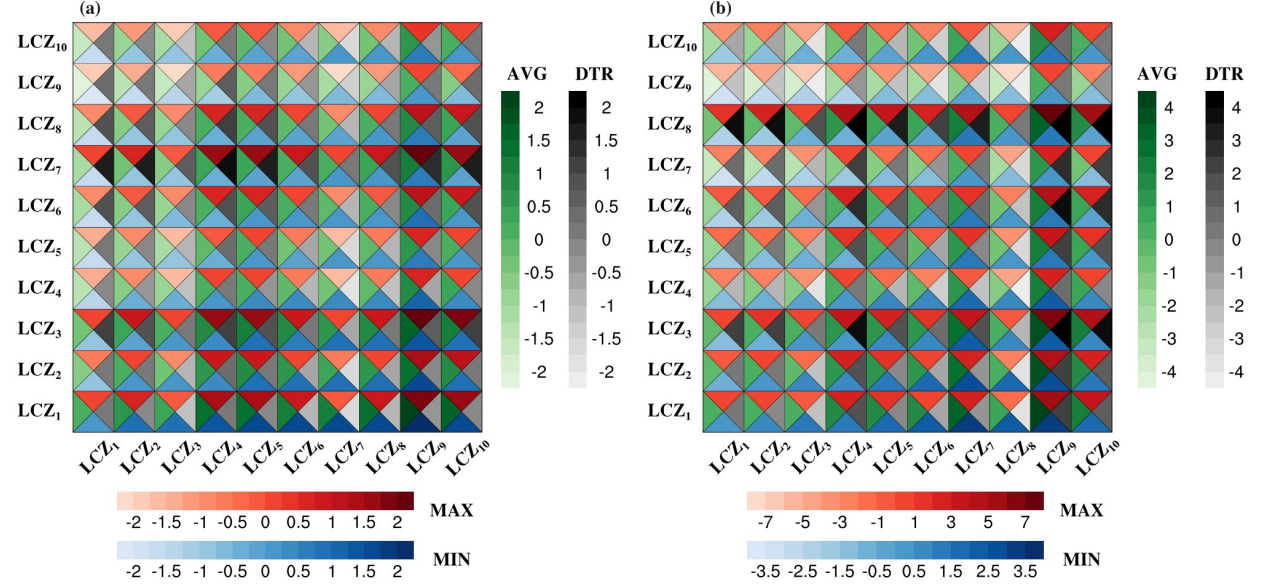 (a)
LCZ10
LCZ9
LCZ8
LCZ7
LCZ6
LCZ5
LCZ4
LCZ3
LCZ2
LCZ1
LCZ1 LCZ2 LCZ3 LCZ4 LCZ5 LCZ6 LCZ7 LCZ8 LCZ9 LCZ10
AVG DTR
2 2
1.5 1.5
1 1
0.5 0.5
0 0
-0.5 -0.5
-1 -1
-1.5 -1.5
-2 -2
-2 -1.5 -1 -0.5 0 0.5 1 1.5 2 MAX
-2 -1.5 -1 -0.5 0 0.5 1 1.5 2 MIN
(b)
LCZ10
LCZ9
LCZ8
LCZ7
LCZ6
LCZ5
LCZ4
LCZ3
LCZ2
LCZ1
LCZ1 LCZ2 LCZ3 LCZ4 LCZ5 LCZ6 LCZ7 LCZ8 LCZ9 LCZ10
AVG DTR
4 4
3 3
2 2
1 1
0 0
-1 -1
-2 -2
-3 -3
-4 -4
-7 -5 -3 -1 1 3 5 7 MAX
-3.5 -2.5 -1.5 -0.5 0.5 1.5 2.5 3.5 MIN